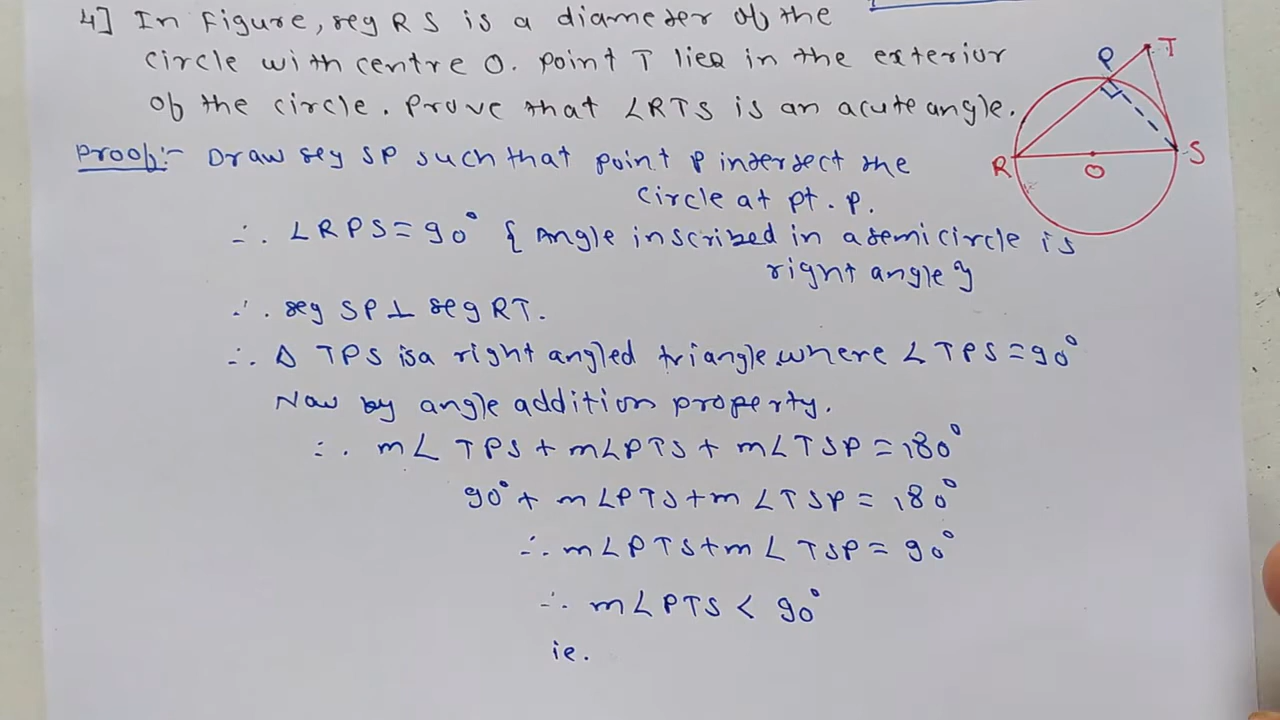 4] In Figure, seg RS is a diameter of the
circle with centre O. Point T lies in the exterior
of the circle. Prove that ∠RTS is an acute angle.
Proof:- Draw seg SP such that point P intersect the
circle at pt. P.
∴ ∠RPS = 90° { Angle inscribed in a semicircle is
right angle }
∴ seg SP ⊥ seg RT.
∴ Δ TPS is a right angled triangle where ∠TPS = 90°
Now by angle addition property.
∴ m∠TPS + m∠PTS + m∠TSP = 180°
90° + m∠PTS + m∠TSP = 180°
∴ m∠PTS + m∠TSP = 90°
∴ m∠PTS < 90°
ie.
P
T
R
O
S